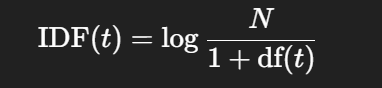 IDF(t) = log N / (1 + df(t))